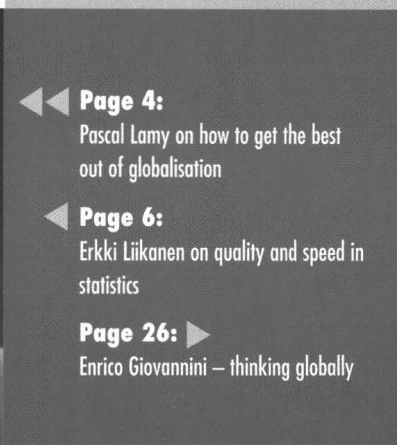 Page 4:
Pascal Lamy on how to get the best
out of globalisation
Page 6:
Erkki Liikanen on quality and speed in
statistics
Page 26:
Enrico Giovannini – thinking globally